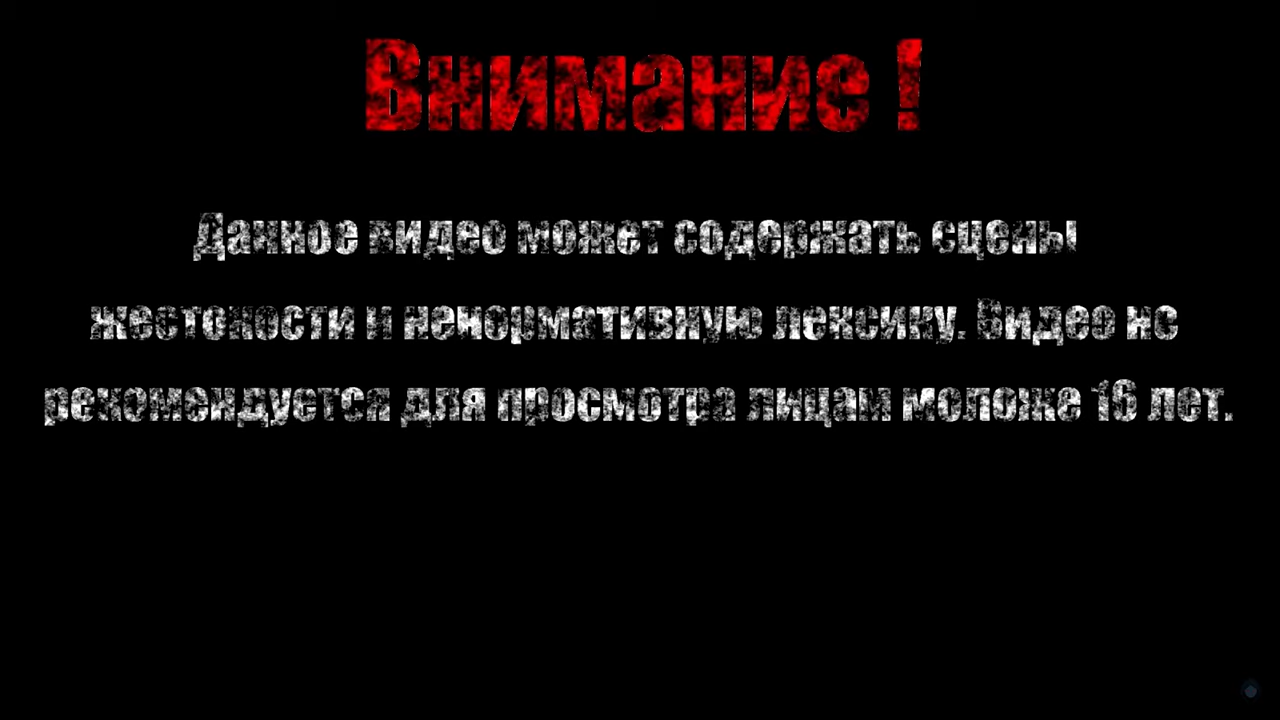 Внимание !
Данное видео может содержать сцены
жестокости и ненормативную лексику. Видео не
рекомендуется для просмотра лицам моложе 16 лет.